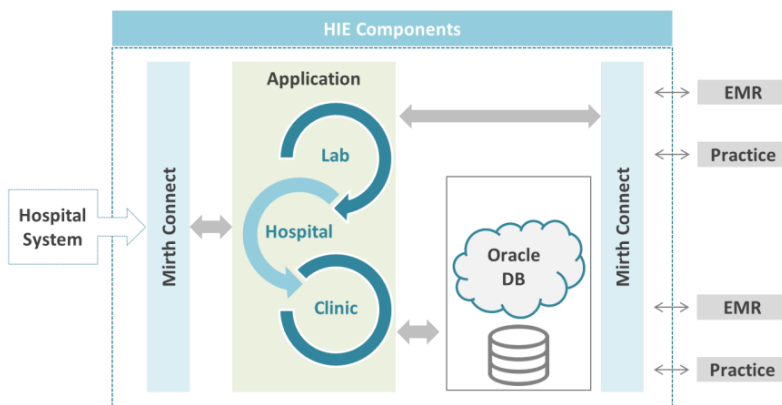 HIE Components
Application
Lab
Hospital
Clinic
Hospital
System
Mirth Connect
Oracle
DB
Mirth Connect
EMR
Practice
EMR
Practice